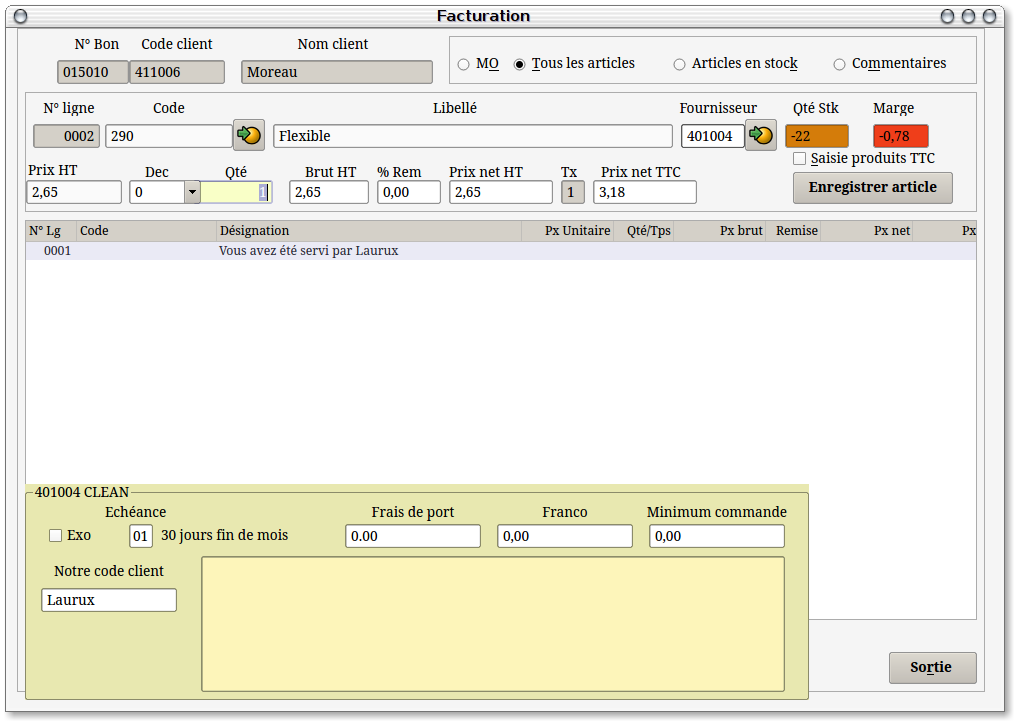 Facturation
N° Bon Code client Nom client
015010 411006 Moreau
MO Tous les articles Articles en stock Commentaires
N° ligne Code Libellé Fournisseur Qté Stk Marge
0002 290 Flexible 401004 -22 -0,78
Saisie produits TTC
Prix HT Dec Qté Brut HT % Rem Prix net HT Tx Prix net TTC
2,65 0 1 2,65 0,00 2,65 1 3,18
Enregistrer article
N° Lg Code Désignation Px Unitaire Qté/Tps Px brut Remise Px net Px
0001 Vous avez été servi par Laurux
401004 CLEAN
Echéance Frais de port Franco Minimum commande
Exo 01 30 jours fin de mois 0.00 0,00 0,00
Notre code client
Laurux
Sortie